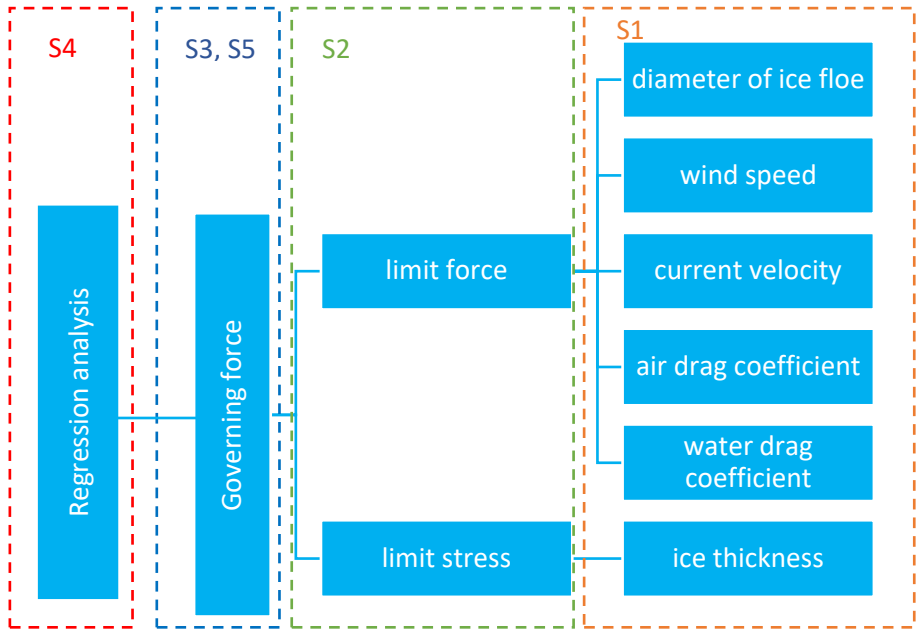 S4
S3, S5
S2
S1
Regression analysis
Governing force
limit force
limit stress
diameter of ice floe
wind speed
current velocity
air drag coefficient
water drag
coefficient
ice thickness